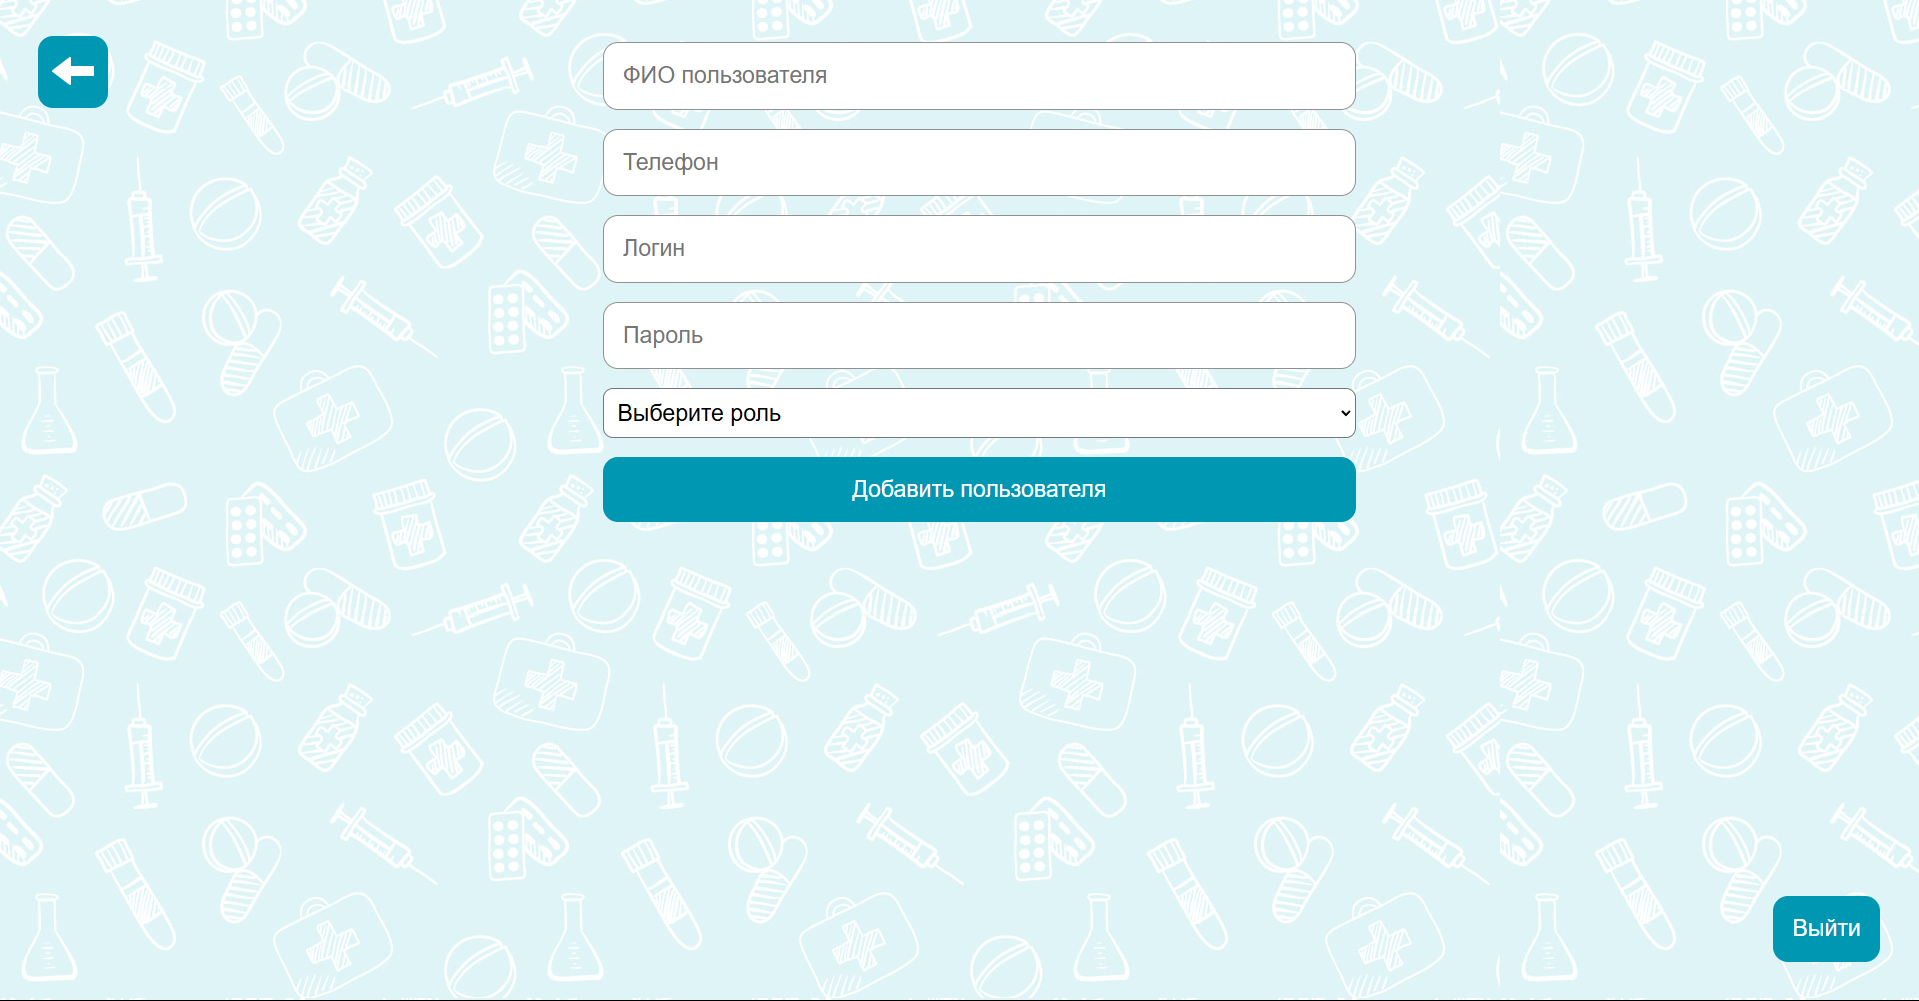 ФИО пользователя
Телефон
Логин
Пароль
Выберите роль
Добавить пользователя
Выйти